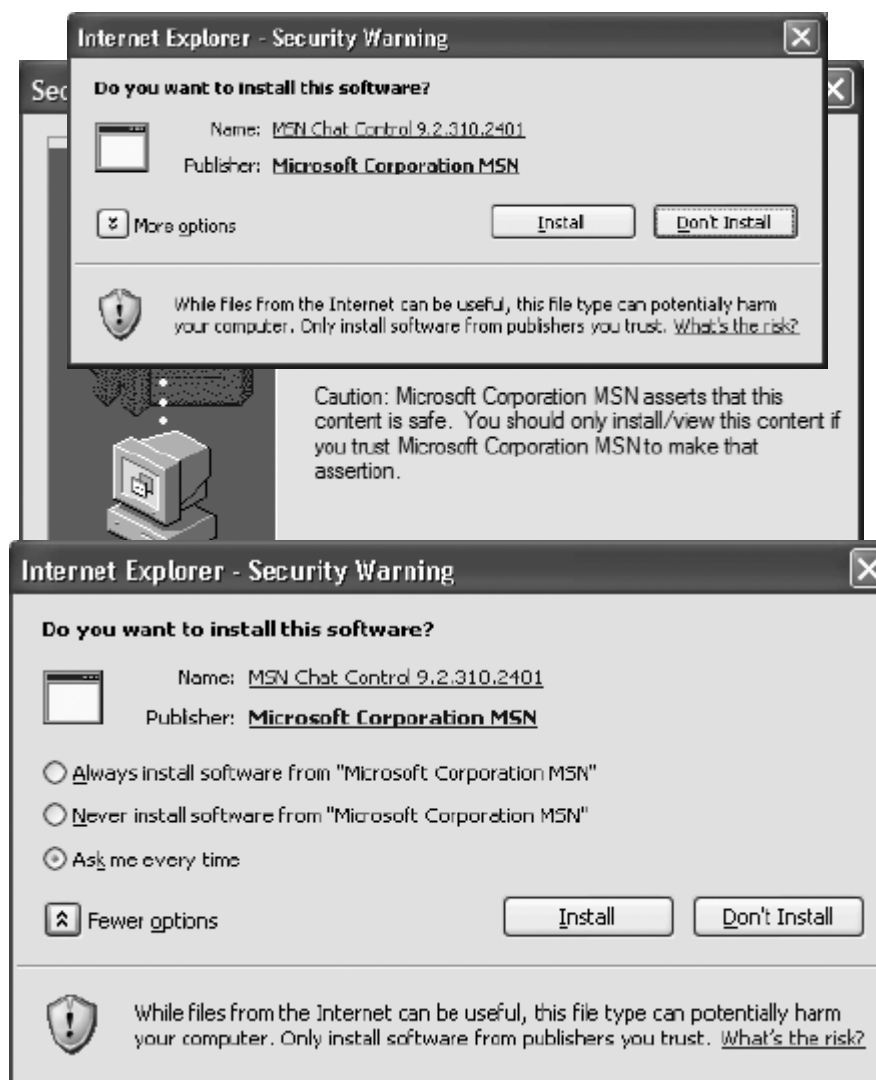 Internet Explorer - Security Warning
Sec
Do you want to install this software?
Name: MSN Chat Control 9.2.310.2401
Publisher: Microsoft Corporation MSN
More options
Install
Don't Install
While files from the Internet can be useful, this file type can potentially harm
your computer. Only install software from publishers you trust. What's the risk?
Caution: Microsoft Corporation MSN asserts that this
content is safe. You should only install/view this content if
you trust Microsoft Corporation MSN to make that
assertion.
Internet Explorer - Security Warning
Do you want to install this software?
Name: MSN Chat Control 9.2.310.2401
Publisher: Microsoft Corporation MSN
Always install software from "Microsoft Corporation MSN"
Never install software from "Microsoft Corporation MSN"
Ask me every time
Fewer options
Install
Don't Install
While files from the Internet can be useful, this file type can potentially harm
your computer. Only install software from publishers you trust. What's the risk?